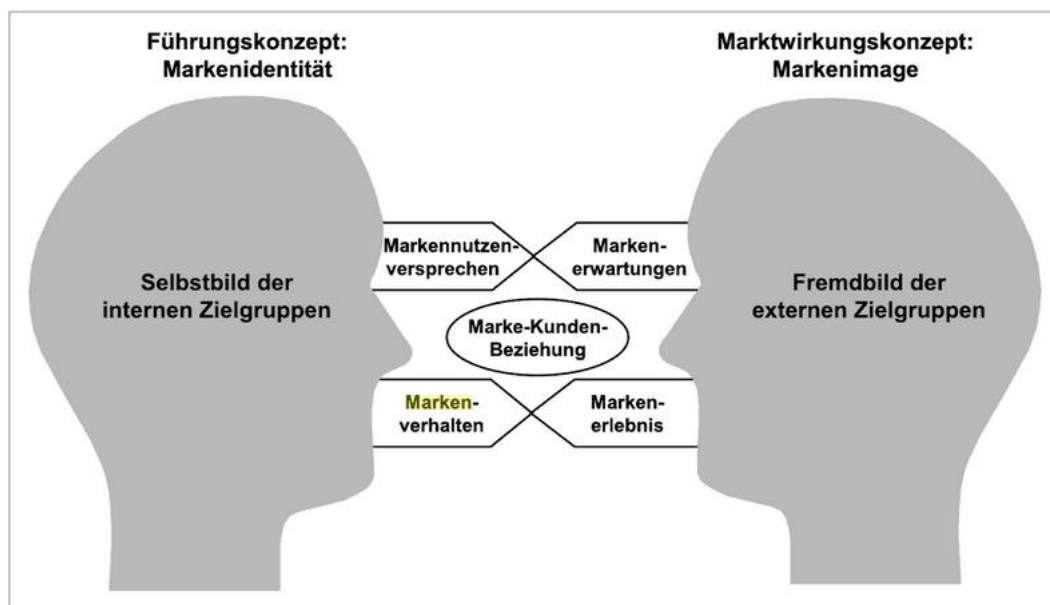 Führungskonzept:
Markenidentität
Marktwirkungskonzept:
Markenimage
Selbstbild der
internen Zielgruppen
Markennutzen-
versprechen
Marken-
erwartungen
Marke-Kunden-
Beziehung
Marken-
verhalten
Marken-
erlebnis
Fremdbild der
externen Zielgruppen